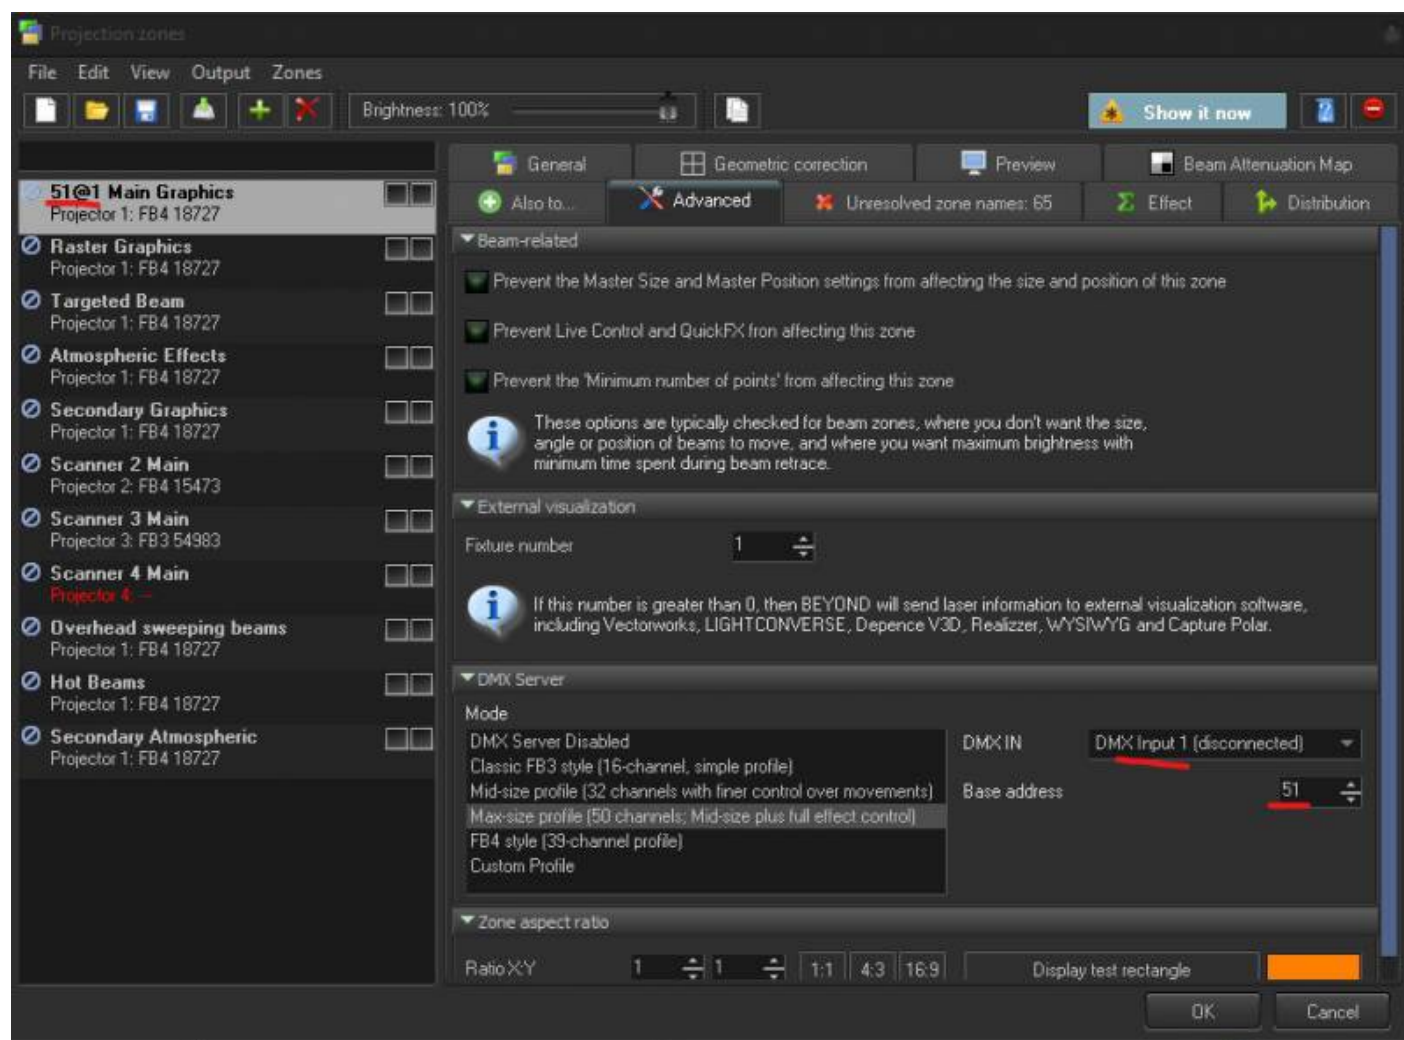 Projection zones
File Edit View Output Zones
Brightness: 100%
Show it now
General Geometric correction Preview Beam Attenuation Map
Also to... Advanced Unresolved zone names: 65 Effect Distribution
51@1 Main Graphics
Projector 1: FB4 18727
Raster Graphics
Projector 1: FB4 18727
Targeted Beam
Projector 1: FB4 18727
Atmospheric Effects
Projector 1: FB4 18727
Secondary Graphics
Projector 1: FB4 18727
Scanner 2 Main
Projector 2: FB4 15473
Scanner 3 Main
Projector 3: FB3 54983
Scanner 4 Main
Projector 4: --
Overhead sweeping beams
Projector 1: FB4 18727
Hot Beams
Projector 1: FB4 18727
Secondary Atmospheric
Projector 1: FB4 18727
Beam-related
Prevent the Master Size and Master Position settings from affecting the size and position of this zone
Prevent Live Control and QuickFX fron affecting this zone
Prevent the 'Minimum number of points' from affecting this zone
These options are typically checked for beam zones, where you don't want the size,
angle or position of beams to move, and where you want maximum brightness with
minimum time spent during beam retrace.
External visualization
Fixture number 1
If this number is greater than 0, then BEYOND will send laser information to external visualization software,
including Vectorworks, LIGHTCONVERSE, Depence V3D, Realizzer, WYSIWYG and Capture Polar.
DMX Server
Mode
DMX Server Disabled
Classic FB3 style (16-channel, simple profile)
Mid-size profile (32 channels with finer control over movements)
Max-size profile (50 channels; Mid-size plus full effect control)
FB4 style (39-channel profile)
Custom Profile
DMX IN DMX Input 1 (disconnected)
Base address 51
Zone aspect ratio
Ratio X:Y 1 1 1:1 4:3 16:9 Display test rectangle
OK Cancel